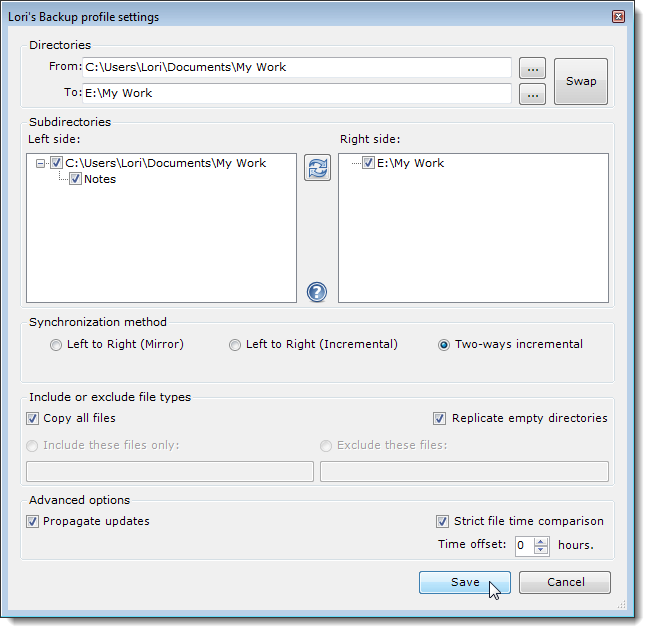 Lori's Backup profile settings
Directories
From: C:\Users\Lori\Documents\My Work ...
To: E:\My Work ...
Swap
Subdirectories
Left side: Right side:
C:\Users\Lori\Documents\My Work E:\My Work
Notes
?
Synchronization method
Left to Right (Mirror) Left to Right (Incremental) Two-ways incremental
Include or exclude file types
Copy all files Replicate empty directories
Include these files only: Exclude these files:
Advanced options
Propagate updates Strict file time comparison
Time offset: 0 hours.
Save Cancel